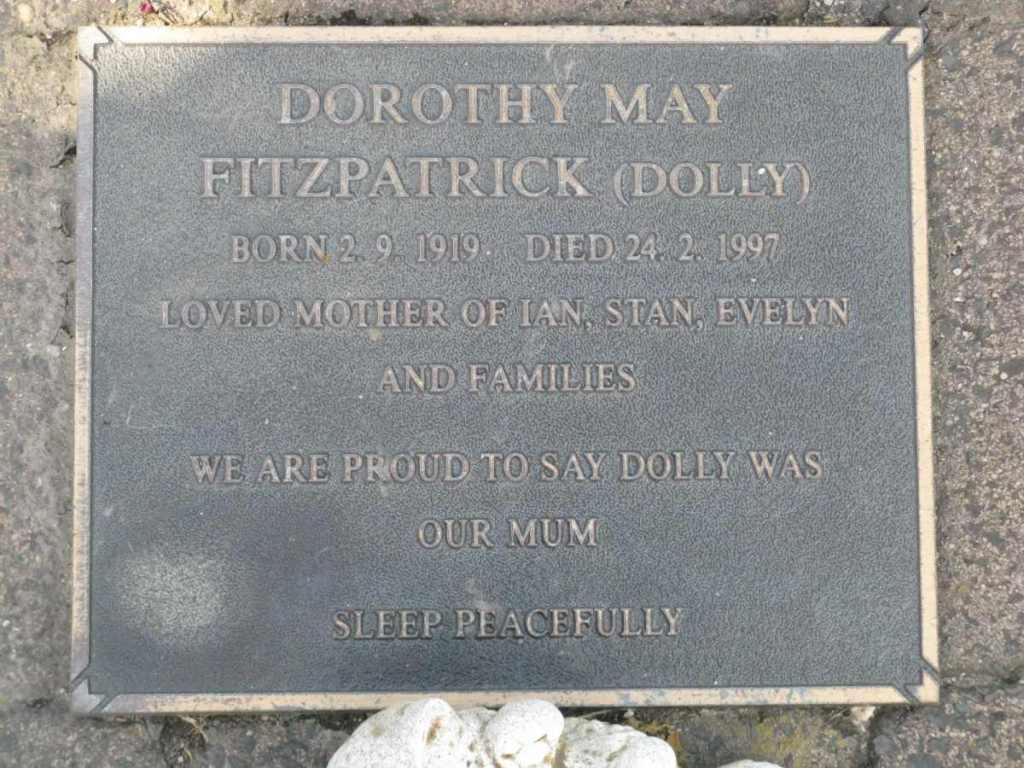 DOROTHY MAY
FITZPATRICK (DOLLY)
BORN 2. 9. 1919. DIED 24. 2. 1997
LOVED MOTHER OF IAN, STAN, EVELYN
AND FAMILIES
WE ARE PROUD TO SAY DOLLY WAS
OUR MUM
SLEEP PEACEFULLY